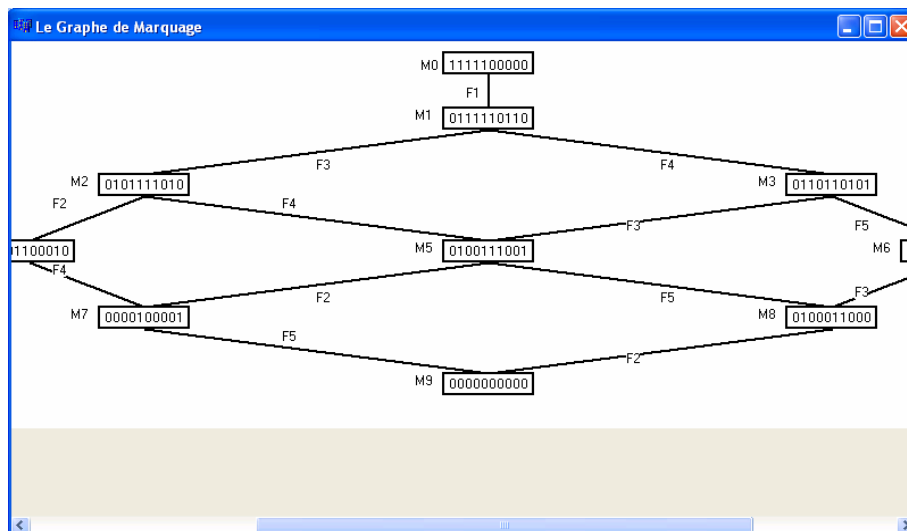 Le Graphe de Marquage
M0 1111100000
F1
M1 0111110110
F3 F4
M2 0101111010 M3 0110110101
F2 F4 F3 F5
01100010 M5 0100111001 M6
F4 F2 F5 F3
M7 0000100001 M8 0100011000
F5 F2
M9 0000000000